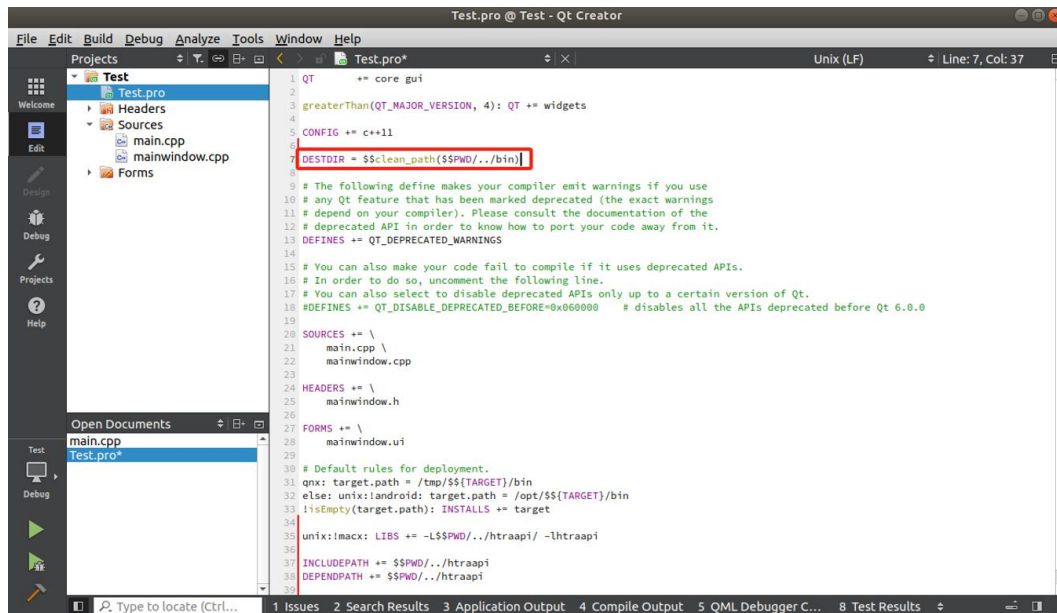 Test.pro @ Test - Qt Creator
File Edit Build Debug Analyze Tools Window Help
Projects
Test.pro*
Unix (LF)
Line: 7, Col: 37
Welcome
Edit
Design
Debug
Projects
Help
Test
Test.pro
Headers
Sources
main.cpp
mainwindow.cpp
Forms
Open Documents
main.cpp
Test.pro*
Test
Debug
1 QT += core gui
2
3 greaterThan(QT_MAJOR_VERSION, 4): QT += widgets
4
5 CONFIG += c++11
6
7 DESTDIR = $$clean_path($$PWD/../bin)
8
9 # The following define makes your compiler emit warnings if you use
10 # any Qt feature that has been marked deprecated (the exact warnings
11 # depend on your compiler). Please consult the documentation of the
12 # deprecated API in order to know how to port your code away from it.
13 DEFINES += QT_DEPRECATED_WARNINGS
14
15 # You can also make your code fail to compile if it uses deprecated APIs.
16 # In order to do so, uncomment the following line.
17 # You can also select to disable deprecated APIs only up to a certain version of Qt.
18 #DEFINES += QT_DISABLE_DEPRECATED_BEFORE=0x060000 # disables all the APIs deprecated before Qt 6.0.0
19
20 SOURCES += \
21 main.cpp \
22 mainwindow.cpp
23
24 HEADERS += \
25 mainwindow.h
26
27 FORMS += \
28 mainwindow.ui
29
30 # Default rules for deployment.
31 qnx: target.path = /tmp/$${TARGET}/bin
32 else: unix:!android: target.path = /opt/$${TARGET}/bin
33 !isEmpty(target.path): INSTALLS += target
34
35 unix:!macx: LIBS += -L$$PWD/../htraapi/ -lhtraapi
36
37 INCLUDEPATH += $$PWD/../htraapi
38 DEPENDPATH += $$PWD/../htraapi
39
Type to locate (Ctrl...
1 Issues 2 Search Results 3 Application Output 4 Compile Output 5 QML Debugger C... 8 Test Results